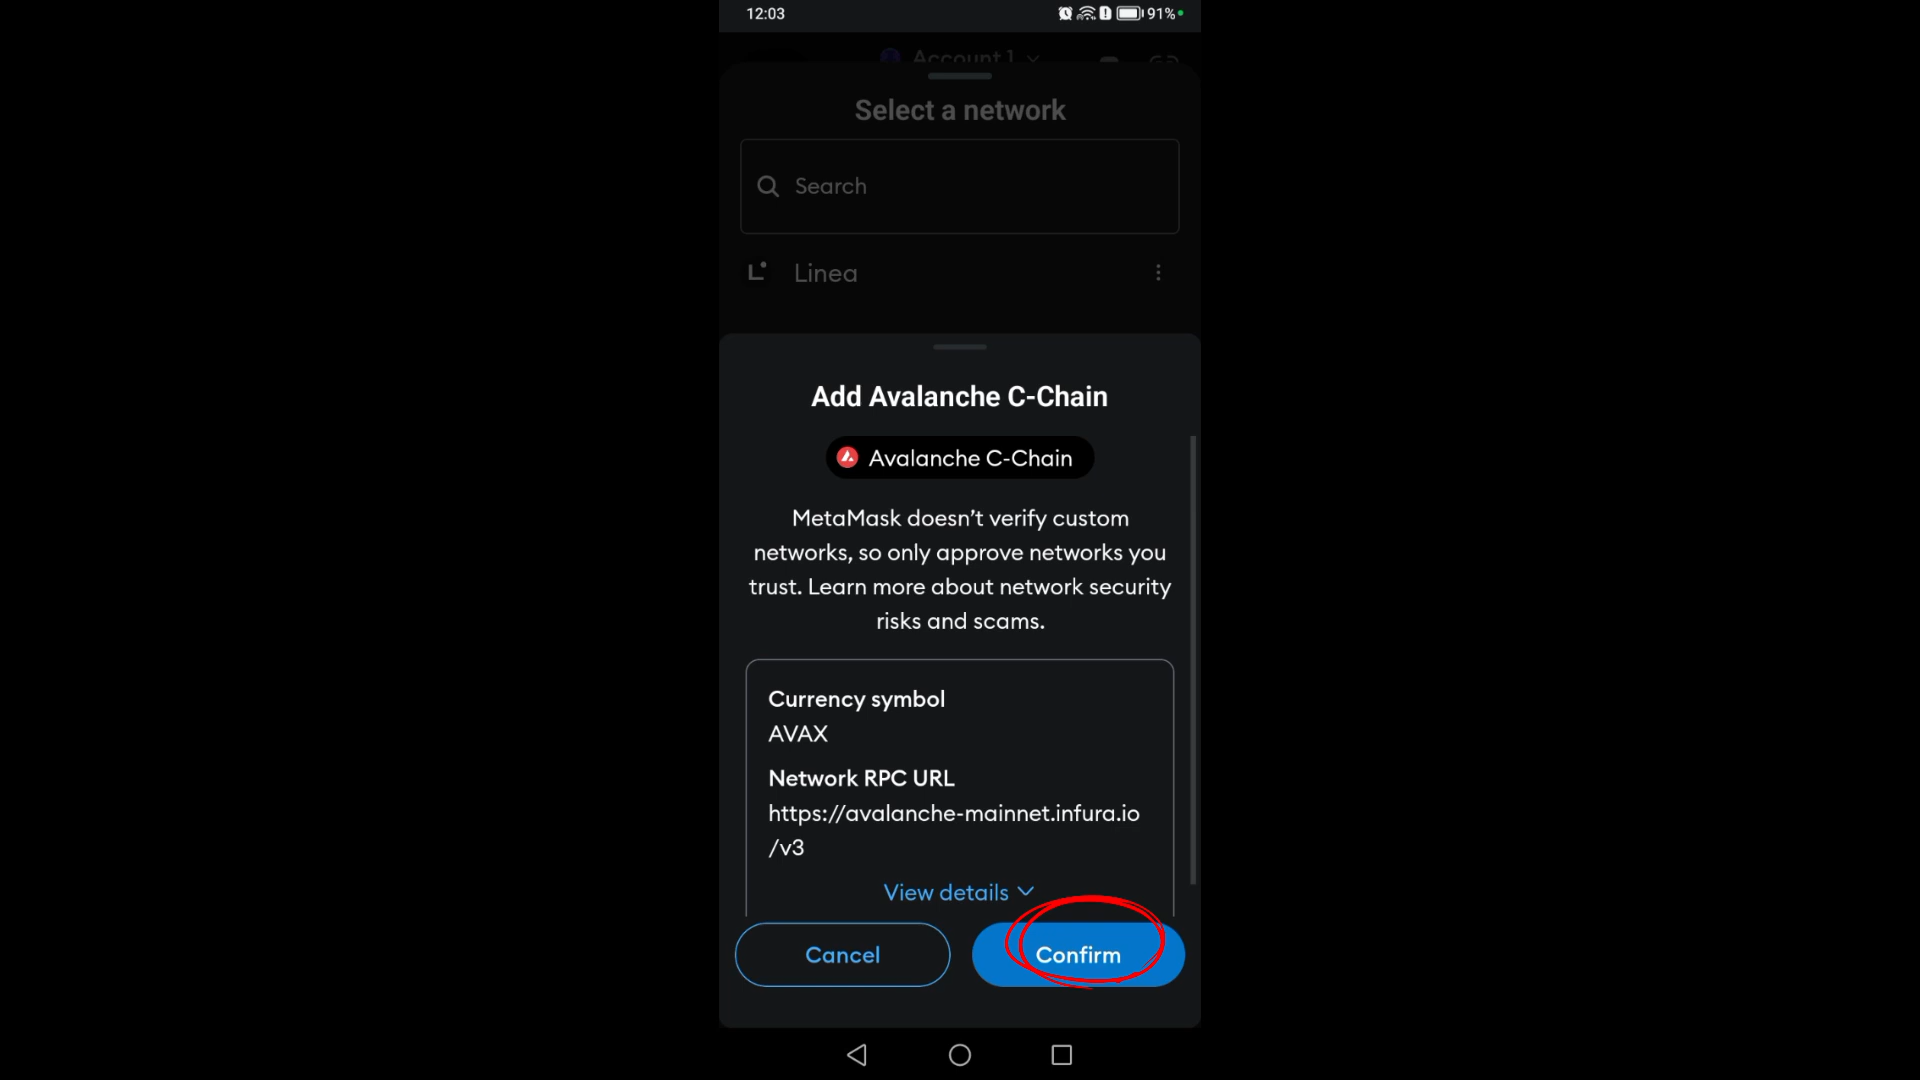 12:03
91%
Account 1
Select a network
Search
Linea
Add Avalanche C-Chain
Avalanche C-Chain
MetaMask doesn’t verify custom
networks, so only approve networks you
trust. Learn more about network security
risks and scams.
Currency symbol
AVAX
Network RPC URL
https://avalanche-mainnet.infura.io
/v3
View details
Cancel
Confirm